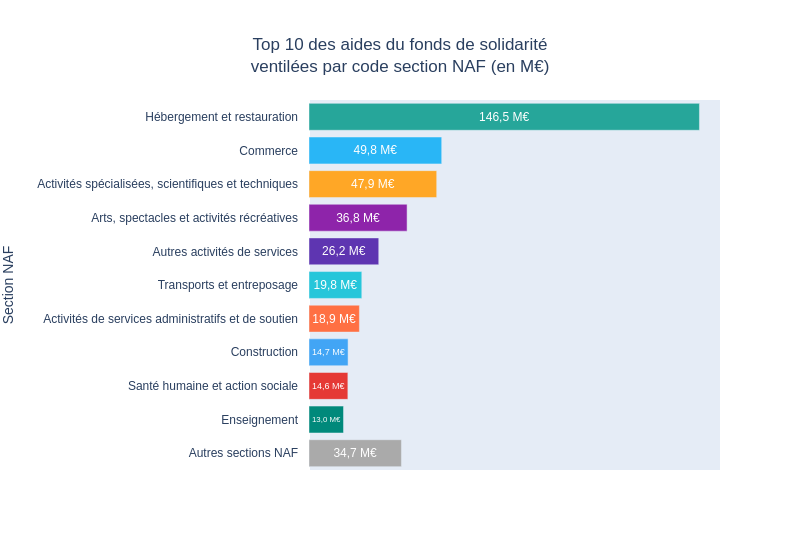 Top 10 des aides du fonds de solidarité
ventilées par code section NAF (en M€)
Hébergement et restauration 146,5 M€
Commerce 49,8 M€
Activités spécialisées, scientifiques et techniques 47,9 M€
Arts, spectacles et activités récréatives 36,8 M€
Autres activités de services 26,2 M€
Transports et entreposage 19,8 M€
Activités de services administratifs et de soutien 18,9 M€
Construction 14,7 M€
Santé humaine et action sociale 14,6 M€
Enseignement 13,0 M€
Autres sections NAF 34,7 M€
Section NAF